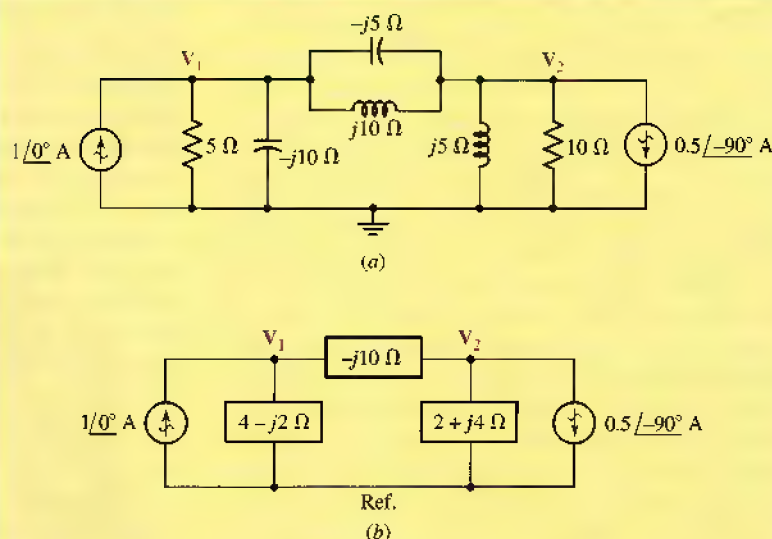 –j5 Ω
V₁
V₂
1/0° A
5 Ω
–j10 Ω
j10 Ω
j5 Ω
10 Ω
0.5/–90° A
(a)
V₁
–j10 Ω
V₂
1/0° A
4 – j2 Ω
2 + j4 Ω
0.5/–90° A
Ref.
(b)